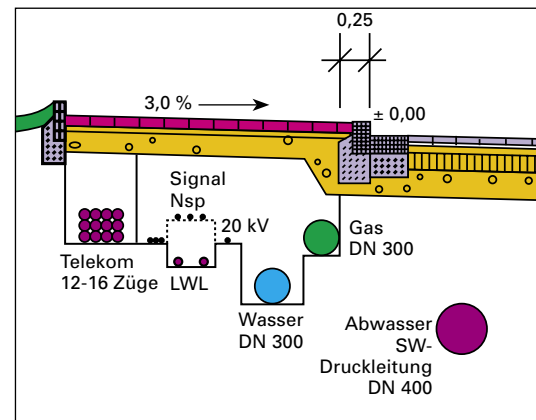 0,25
3,0 %
± 0,00
Signal
Nsp
20 kV
Gas
DN 300
Telekom
12-16 Züge
LWL
Wasser
DN 300
Abwasser
SW-
Druckleitung
DN 400